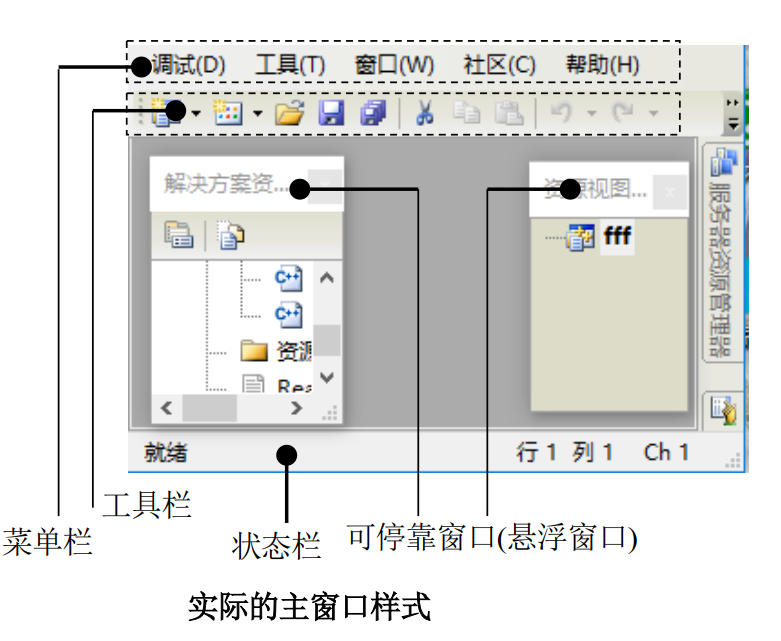 调试(D) 工具(T) 窗口(W) 社区(C) 帮助(H)
解决方案资...
资源视图... x
fff
C++
C++
资源
Rea
服务器资源管理器
就绪 行 1 列 1 Ch 1
工具栏
菜单栏
状态栏
可停靠窗口(悬浮窗口)
实际的主窗口样式